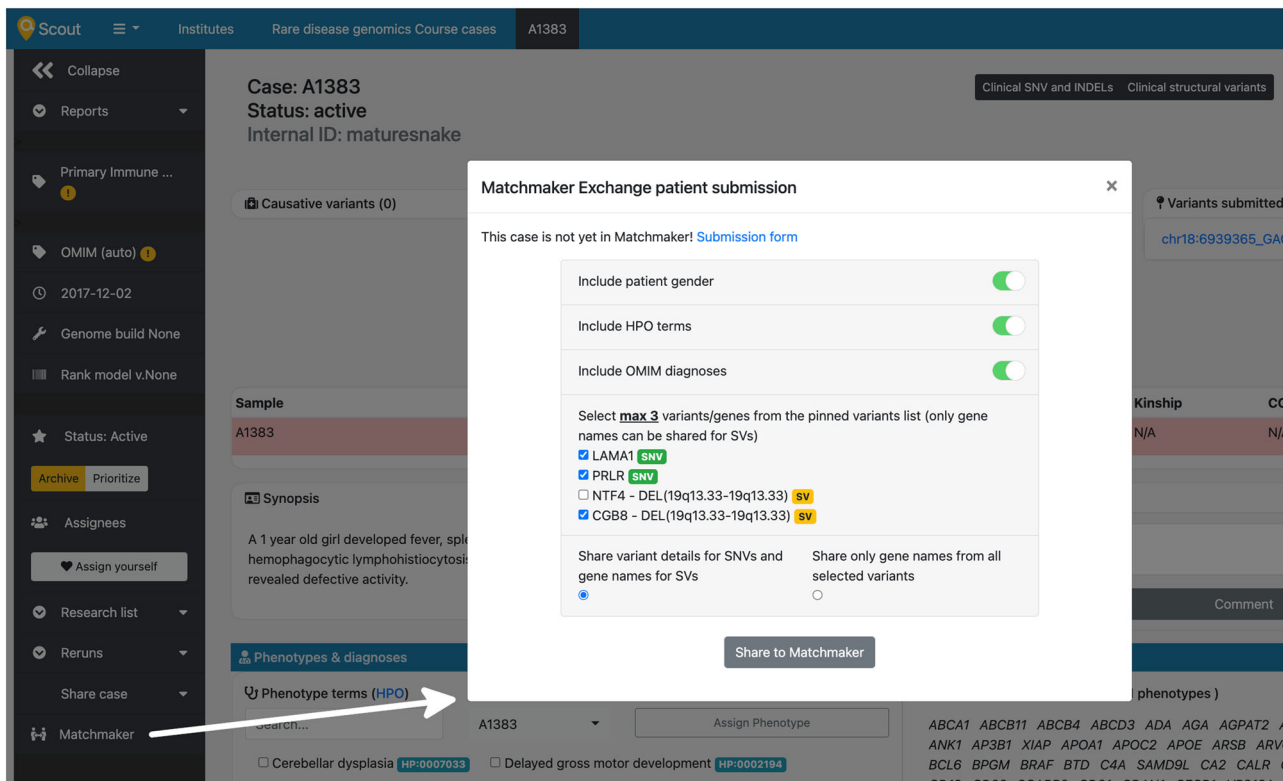 Scout
Institutes
Rare disease genomics Course cases
A1383
Collapse
Reports
Primary Immune ...
OMIM (auto)
2017-12-02
Genome build None
Rank model v.None
Status: Active
Archive
Prioritize
Assignees
Assign yourself
Research list
Reruns
Share case
Matchmaker
Case: A1383
Status: active
Internal ID: maturesnake
Clinical SNV and INDELs
Clinical structural variants
Causative variants (0)
Variants submitted
chr18:6939365_GA
Sample
Kinship
A1383
N/A
Synopsis
A 1 year old girl developed fever,
hemophagocytic
revealed defective activity.
Comment
Matchmaker Exchange patient submission
×
This case is not yet in Matchmaker! Submission form
Include patient gender
Include HPO terms
Include OMIM diagnoses
Select max 3 variants/genes from the pinned variants list (only gene
names can be shared for SVs)
LAMA1 SNV
PRLR SNV
NTF4 - DEL(19q13.33-19q13.33) SV
CGB8 - DEL(19q13.33-19q13.33) SV
Share variant details for SNVs and
gene names for SVs
Share only gene names from all
selected variants
Share to Matchmaker
Phenotypes & diagnoses
Phenotype terms (HPO)
Search...
A1383
Assign Phenotype
Cerebellar dysplasia HP:0007033
Delayed gross motor development HP:0002194
phenotypes )
ABCA1 ABCB11 ABCB4 ABCD3 ADA AGA AGPAT2
ANK1 AP3B1 XIAP APOA1 APOC2 APOE ARSB
BCL6 BPGM BRAF BTD C4A SAMD9L CA2 CALR